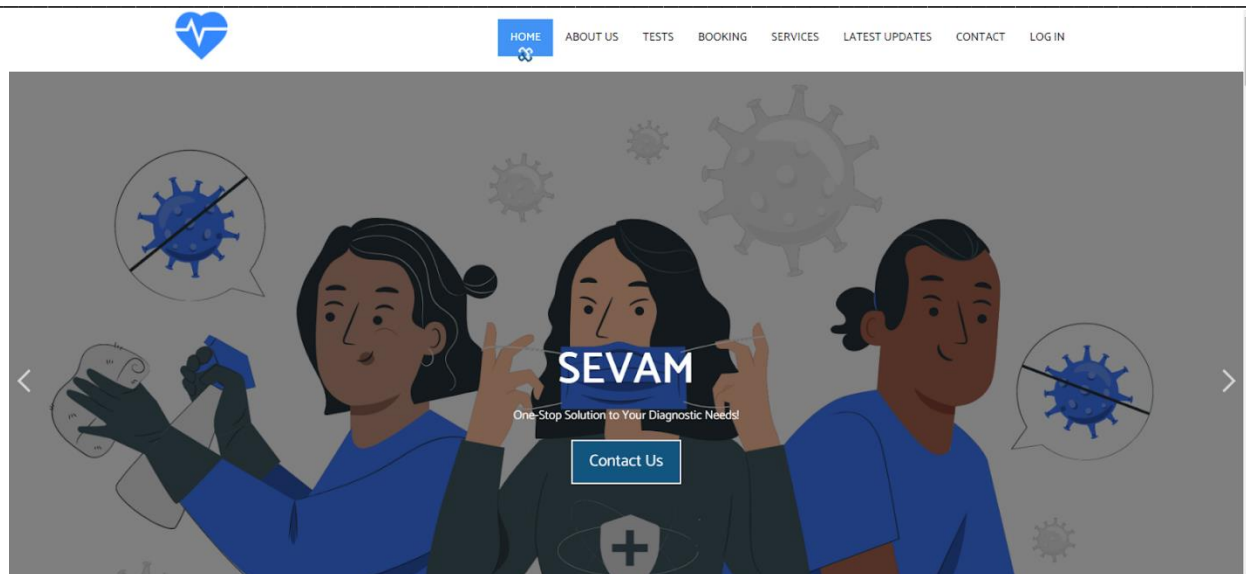 HOME ABOUT US TESTS BOOKING SERVICES LATEST UPDATES CONTACT LOG IN
SEVAM
One-Stop Solution to Your Diagnostic Needs!
Contact Us